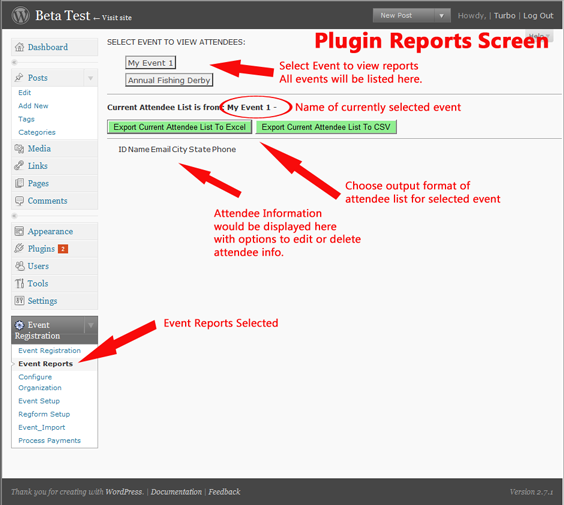 Beta Test ← Visit site
New Post
Howdy, | Turbo | Log Out
Help
Plugin Reports Screen
Dashboard
Posts
Edit
Add New
Tags
Categories
Media
Links
Pages
Comments
Appearance
Plugins 2
Users
Tools
Settings
Event
Registration
Event Registration
Event Reports
Configure
Organization
Event Setup
Regform Setup
Event_Import
Process Payments
SELECT EVENT TO VIEW ATTENDEES:
My Event 1
Annual Fishing Derby
Select Event to view reports
All events will be listed here.
Current Attendee List is from My Event 1 -
Name of currently selected event
Export Current Attendee List To Excel
Export Current Attendee List To CSV
ID Name Email City State Phone
Choose output format of
attendee list for selected event
Attendee Information
would be displayed here
with options to edit or delete
attendee info.
Event Reports Selected
Thank you for creating with WordPress. | Documentation | Feedback
Version 2.7.1